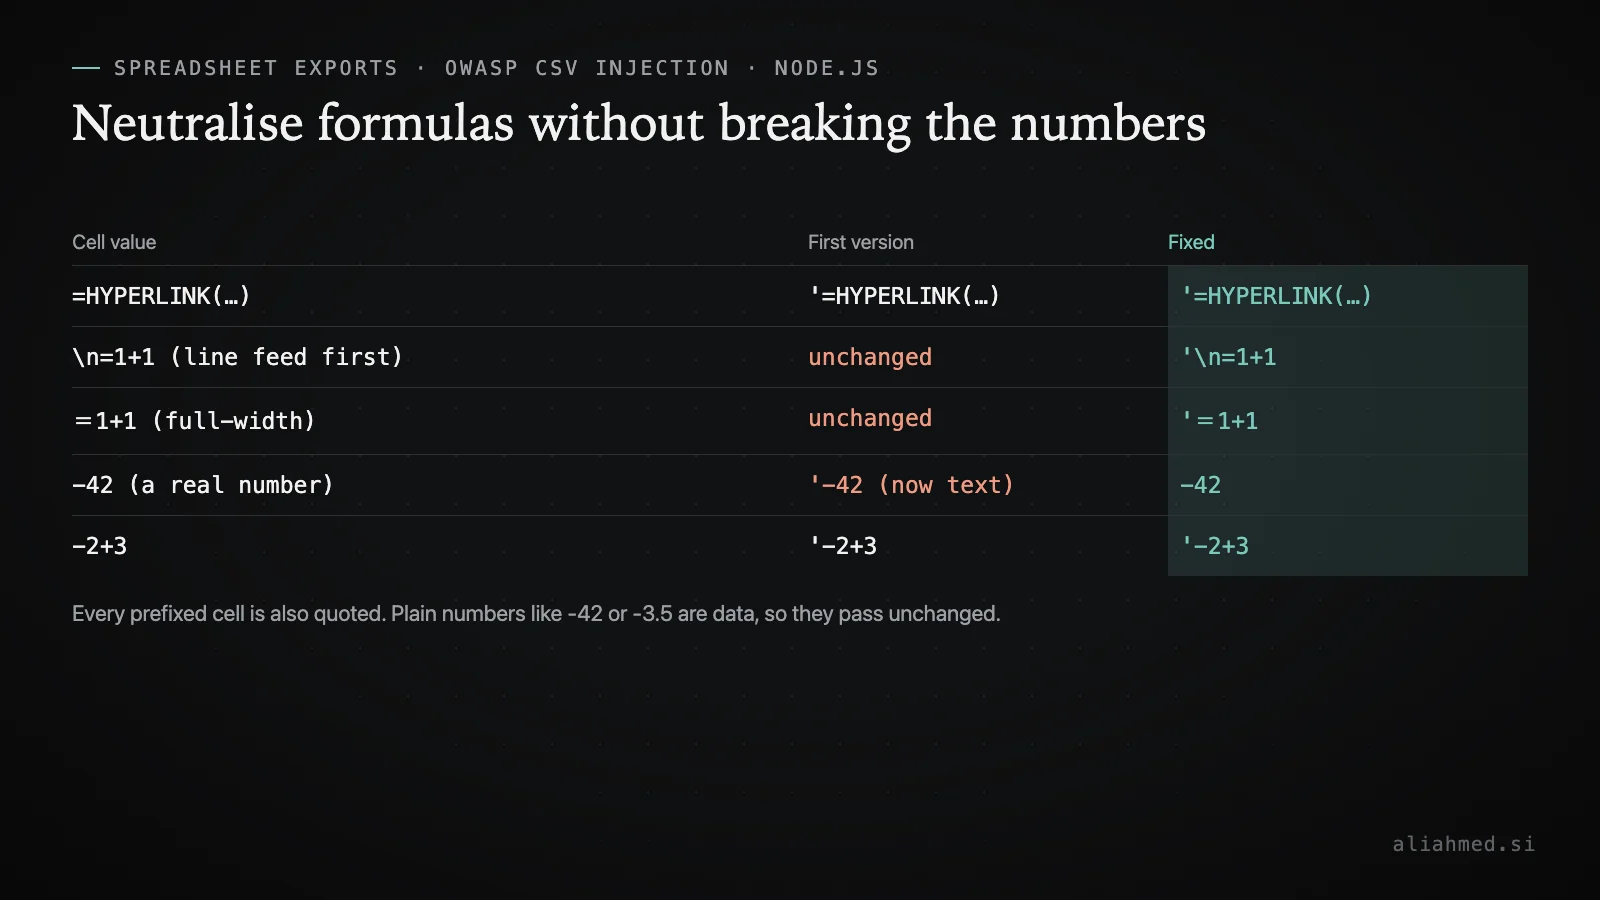 SPREADSHEET EXPORTS · OWASP CSV INJECTION · NODE.JS
Neutralise formulas without breaking the numbers
Cell value First version Fixed
=HYPERLINK(…) '=HYPERLINK(…) '=HYPERLINK(…)
\n=1+1 (line feed first) unchanged '\n=1+1
＝1+1 (full-width) unchanged '＝1+1
-42 (a real number) '-42 (now text) -42
-2+3 '-2+3 '-2+3
Every prefixed cell is also quoted. Plain numbers like -42 or -3.5 are data, so they pass unchanged.
aliahmed.si